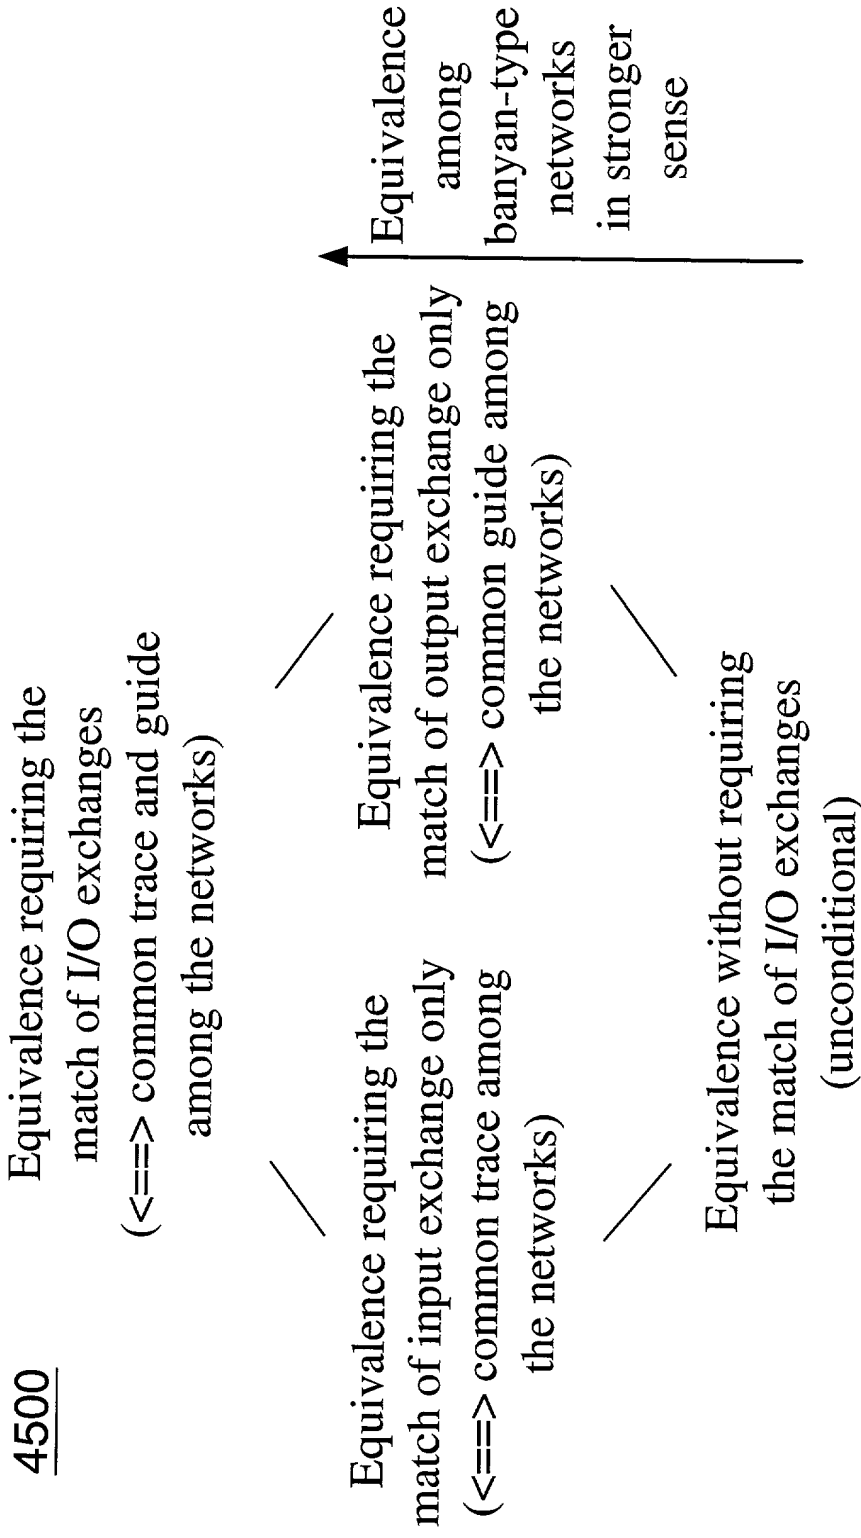 4500
Equivalence requiring the
match of I/O exchanges
(<==> common trace and guide
among the networks)
Equivalence requiring the
match of input exchange only
(<==> common trace among
the networks)
Equivalence requiring the
match of output exchange only
(<==> common guide among
the networks)
Equivalence without requiring
the match of I/O exchanges
(unconditional)
Equivalence
among
banyan-type
networks
in stronger
sense